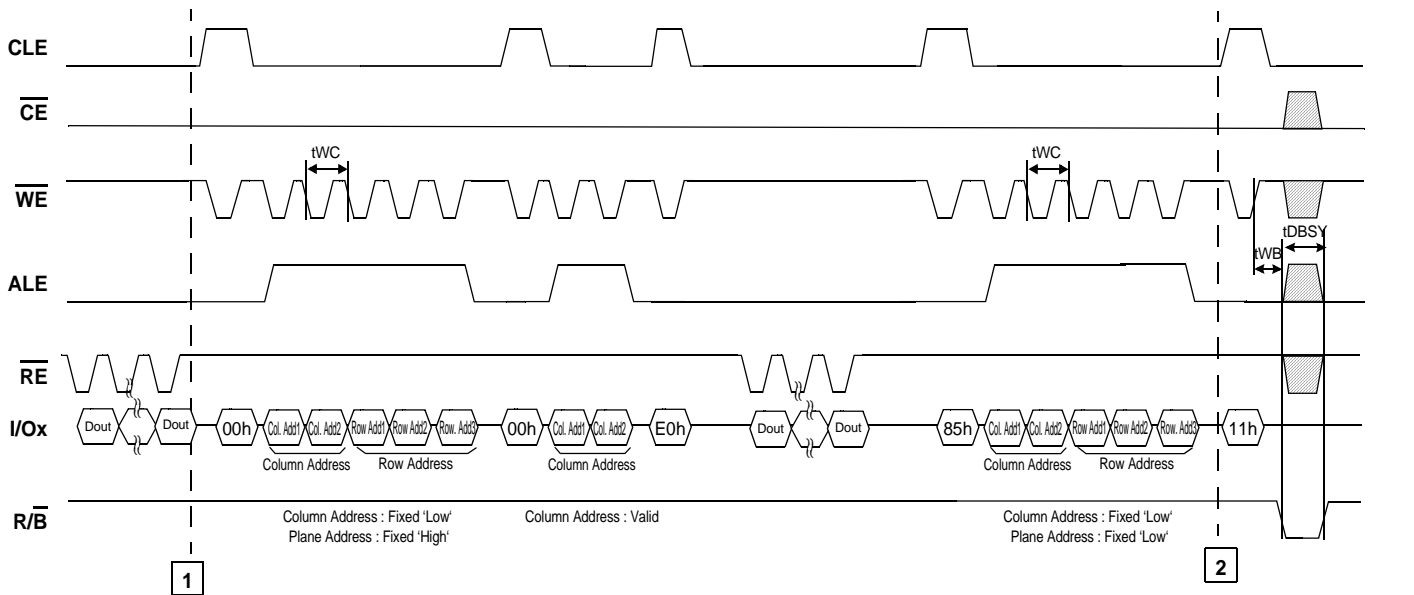 CLE
CE
tWC
tWC
WE
tDBSY
tWB
ALE
RE
I/Ox
Dout
Dout
00h
Col. Add1
Col. Add2
Row Add1
Row Add2
Row. Add3
00h
Col. Add1
Col. Add2
E0h
Dout
Dout
85h
Col. Add1
Col. Add2
Row Add1
Row Add2
Row. Add3
11h
Column Address
Row Address
Column Address
Column Address
Row Address
R/B
Column Address : Fixed ‘Low‘
Plane Address : Fixed ‘High‘
Column Address : Valid
Column Address : Fixed ‘Low‘
Plane Address : Fixed ‘Low‘
1
2